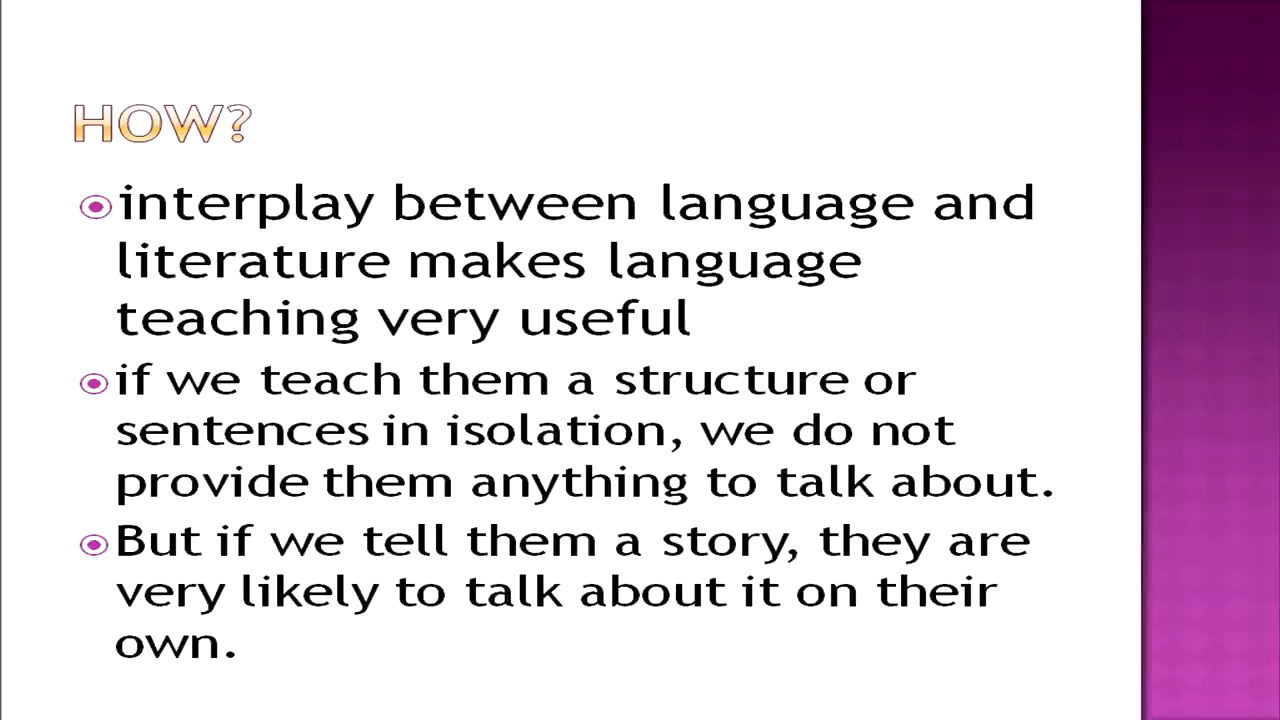 HOW?
interplay between language and
literature makes language
teaching very useful
if we teach them a structure or
sentences in isolation, we do not
provide them anything to talk about.
But if we tell them a story, they are
very likely to talk about it on their
own.